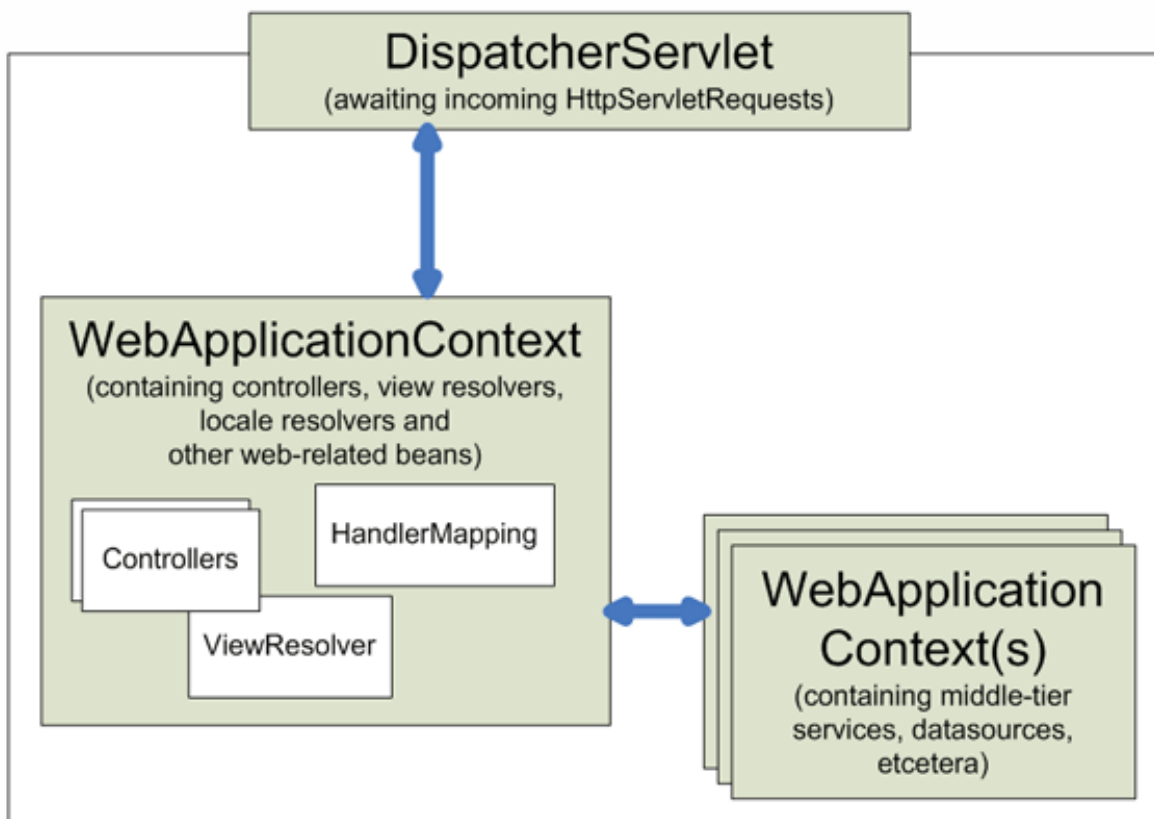 DispatcherServlet
(awaiting incoming HttpServletRequests)
WebApplicationContext
(containing controllers, view resolvers,
locale resolvers and
other web-related beans)
HandlerMapping
Controllers
ViewResolver
WebApplication
Context(s)
(containing middle-tier
services, datasources,
etcetera)